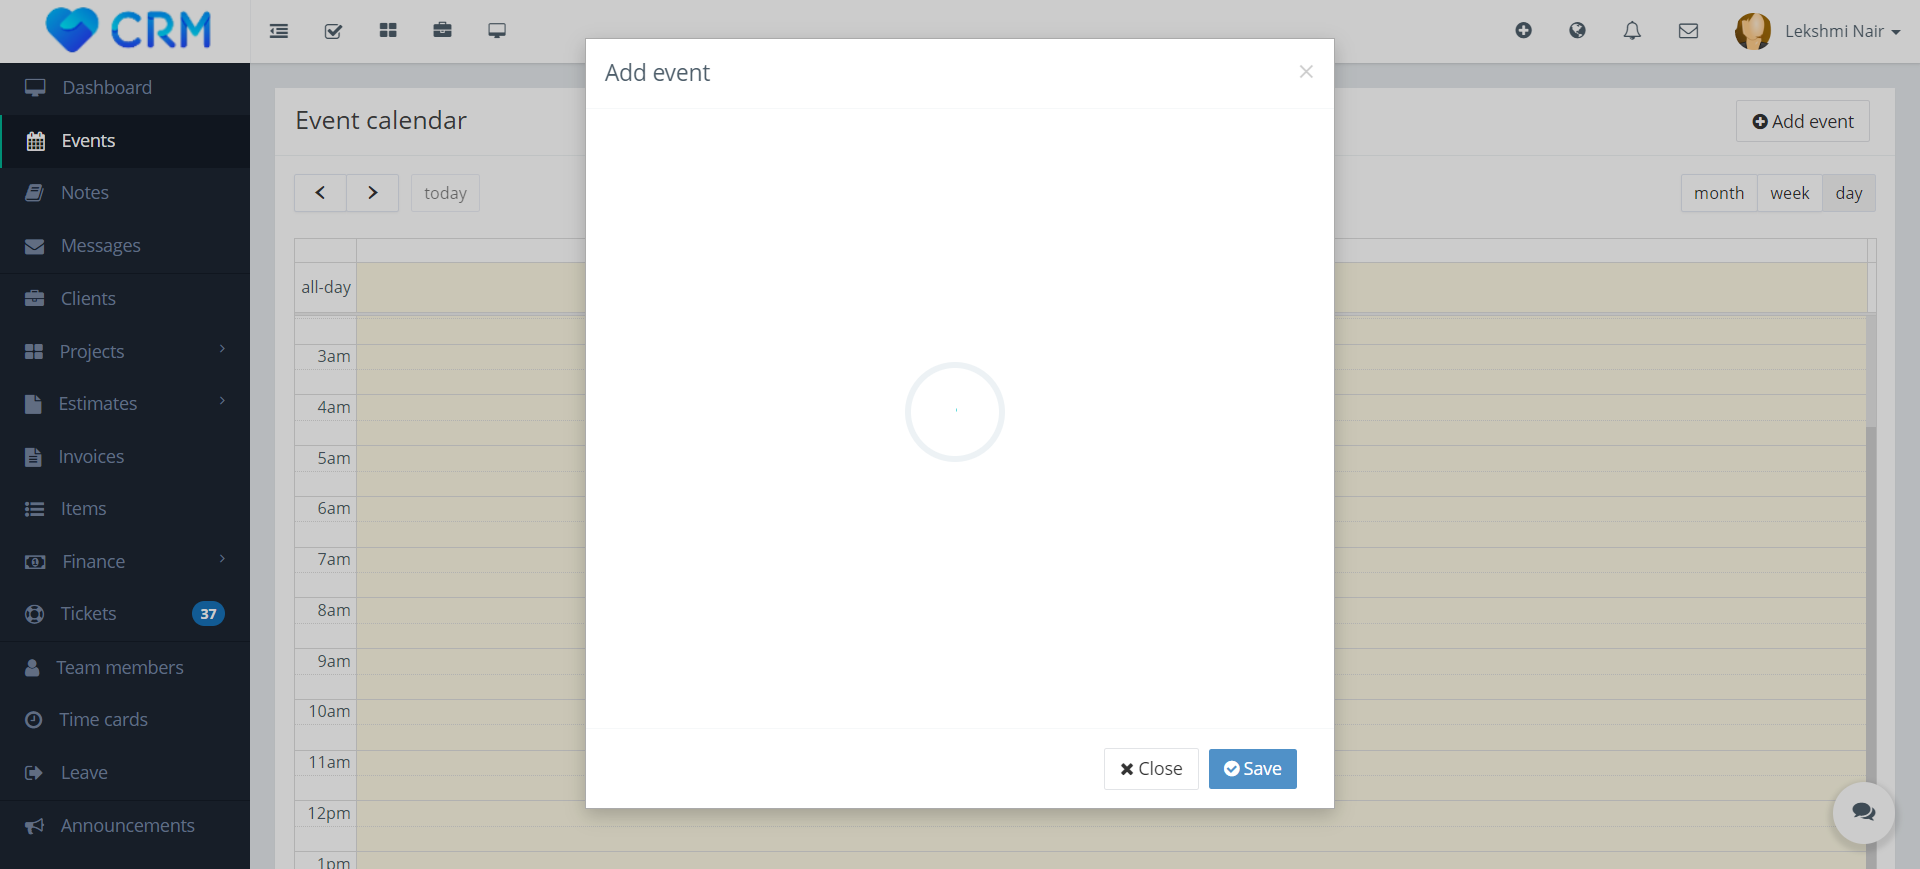 CRM
Lekshmi Nair
Dashboard
Events
Notes
Messages
Clients
Projects
Estimates
Invoices
Items
Finance
Tickets 37
Team members
Time cards
Leave
Announcements
Event calendar
Add event
today
month week day
all-day
3am
4am
5am
6am
7am
8am
9am
10am
11am
12pm
1pm
Add event
×
Close Save